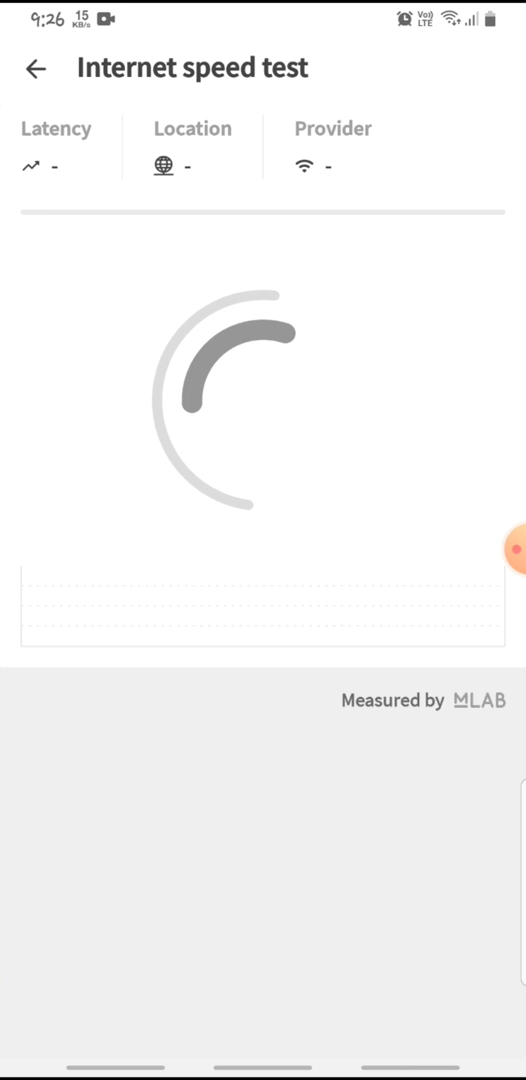 9:26 15 KB/s Vo)) LTE
Internet speed test
Latency Location Provider
- - -
Measured by MLAB